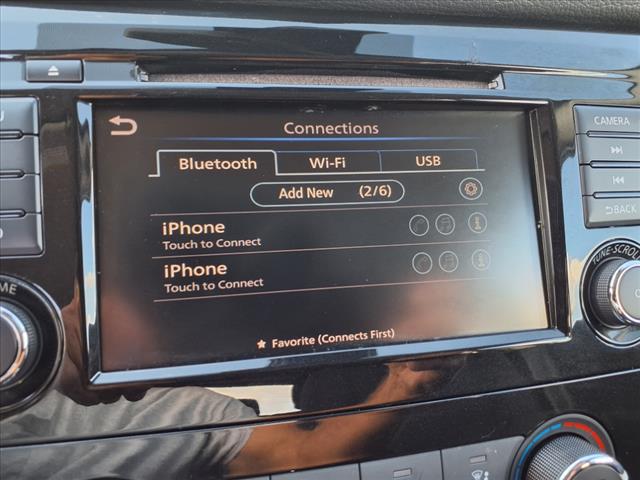 Connections
Bluetooth Wi-Fi USB
Add New (2/6)
iPhone
Touch to Connect
iPhone
Touch to Connect
★ Favorite (Connects First)
CAMERA
BACK
TUNE·SCROLL